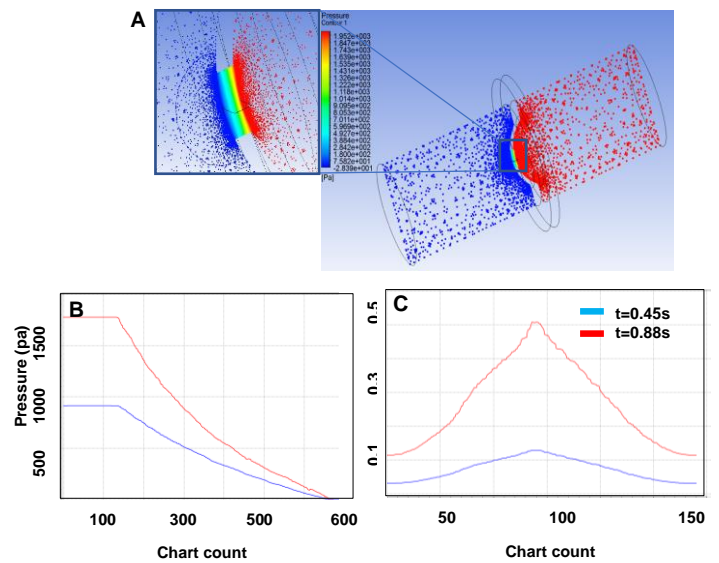 A
Pressure
Contour 1
1.952e+003
1.847e+003
1.743e+003
1.639e+003
1.535e+003
1.431e+003
1.326e+003
1.222e+003
1.118e+003
1.014e+003
9.095e+002
8.053e+002
7.011e+002
5.969e+002
4.927e+002
3.884e+002
2.842e+002
1.800e+002
7.582e+001
-2.839e+001
[Pa]
B
Pressure (pa)
1500
1000
500
100 300 500 600
Chart count
C
t=0.45s
t=0.88s
0.5
0.3
0.1
50 100 150
Chart count